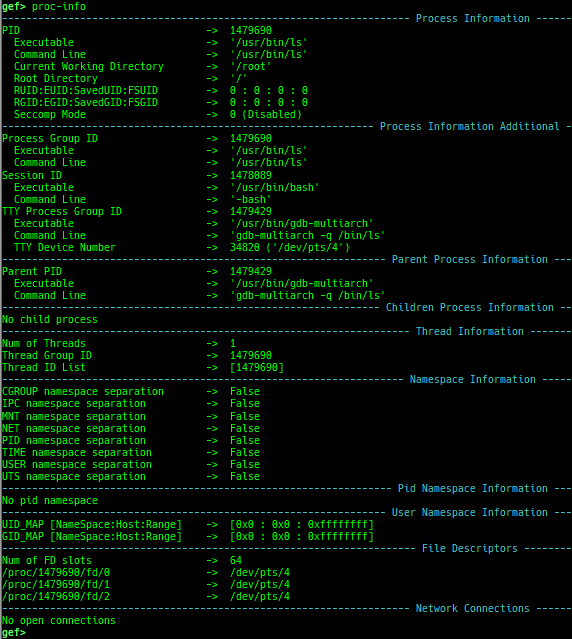 gef> proc-info
-------------------------------------------------------------------- Process Information ------
PID                               ->  1479690
  Executable                      ->  '/usr/bin/ls'
  Command Line                    ->  '/usr/bin/ls'
  Current Working Directory       ->  '/root'
  Root Directory                  ->  '/'
  RUID:EUID:SavedUID:FSUID        ->  0 : 0 : 0 : 0
  RGID:EGID:SavedGID:FSGID        ->  0 : 0 : 0 : 0
  Seccomp Mode                    ->  0 (Disabled)
-------------------------------------------------------------- Process Information Additional -
Process Group ID                  ->  1479690
  Executable                      ->  '/usr/bin/ls'
  Command Line                    ->  '/usr/bin/ls'
Session ID                        ->  1478089
  Executable                      ->  '/usr/bin/bash'
  Command Line                    ->  '-bash'
TTY Process Group ID              ->  1479429
  Executable                      ->  '/usr/bin/gdb-multiarch'
  Command Line                    ->  'gdb-multiarch -q /bin/ls'
  TTY Device Number               ->  34820 ('/dev/pts/4')
---------------------------------------------------------------- Parent Process Information ---
Parent PID                        ->  1479429
  Executable                      ->  '/usr/bin/gdb-multiarch'
  Command Line                    ->  'gdb-multiarch -q /bin/ls'
--------------------------------------------------------------- Children Process Information --
No child process
-------------------------------------------------------------------- Thread Information -------
Num of Threads                    ->  1
Thread Group ID                   ->  1479690
Thread ID List                    ->  [1479690]
------------------------------------------------------------------- Namespace Information -----
CGROUP namespace separation       ->  False
IPC namespace separation          ->  False
MNT namespace separation          ->  False
NET namespace separation          ->  False
PID namespace separation          ->  False
TIME namespace separation         ->  False
USER namespace separation         ->  False
UTS namespace separation          ->  False
----------------------------------------------------------------- Pid Namespace Information ---
No pid namespace
---------------------------------------------------------------- User Namespace Information ---
UID_MAP [NameSpace:Host:Range]    ->  [0x0 : 0x0 : 0xffffffff]
GID_MAP [NameSpace:Host:Range]    ->  [0x0 : 0x0 : 0xffffffff]
--------------------------------------------------------------------- File Descriptors --------
Num of FD slots                   ->  64
/proc/1479690/fd/0                ->  /dev/pts/4
/proc/1479690/fd/1                ->  /dev/pts/4
/proc/1479690/fd/2                ->  /dev/pts/4
-------------------------------------------------------------------- Network Connections ------
No open connections
gef>